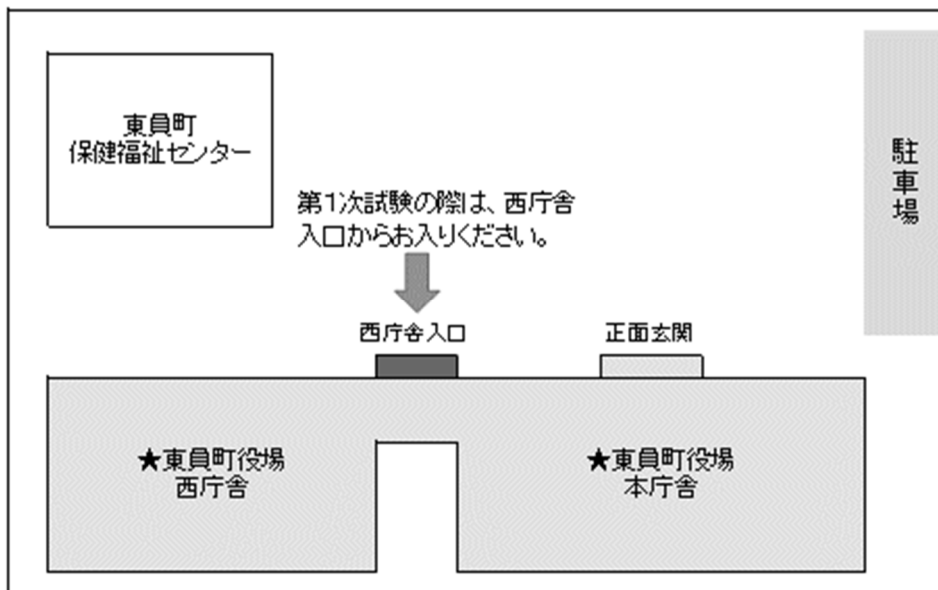 東員町
保健福祉センター
駐車場
第1次試験の際は、西庁舎
入口からお入りください。
西庁舎入口
正面玄関
★東員町役場
西庁舎
★東員町役場
本庁舎